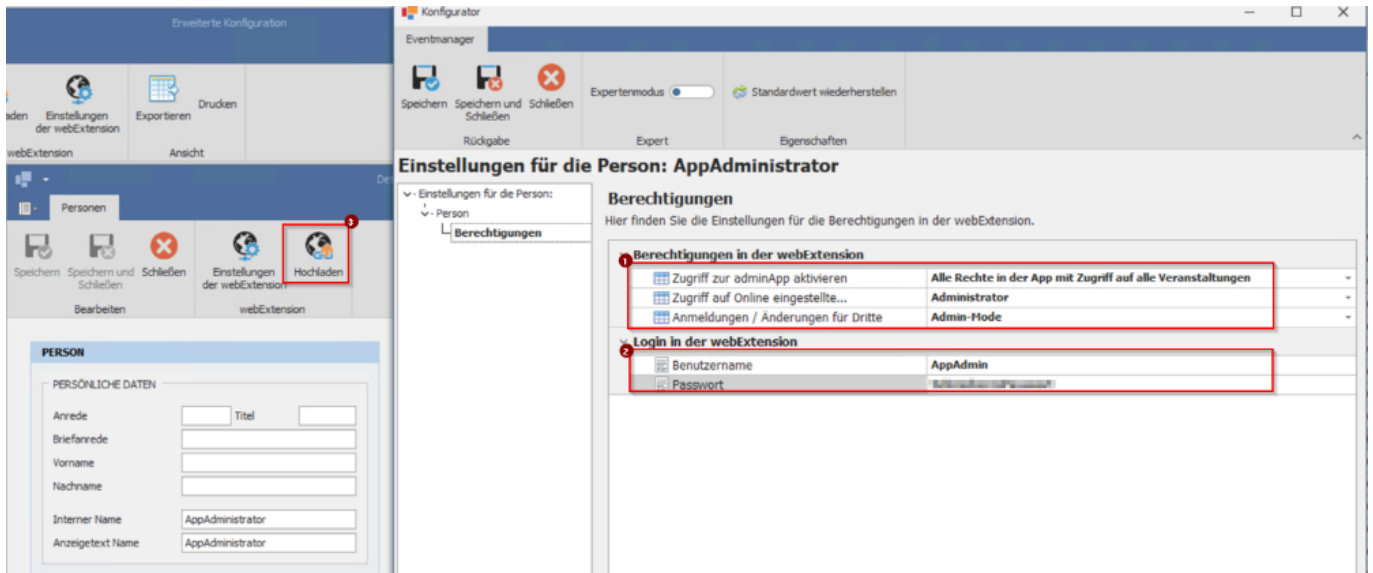 Erweiterte Konfiguration
aden
Einstellungen
der webExtension
Exportieren
Drucken
webExtension
Ansicht
De
Personen
3
Speichern
Speichern und
Schließen
Schließen
Einstellungen
der webExtension
Hochladen
Bearbeiten
webExtension
PERSON
PERSÖNLICHE DATEN
Anrede
Titel
Briefanrede
Vorname
Nachname
Interner Name
AppAdministrator
Anzeigetext Name
AppAdministrator
Konfigurator
Eventmanager
Speichern
Speichern und
Schließen
Schließen
Expertenmodus
Standardwert wiederherstellen
Rückgabe
Expert
Eigenschaften
Einstellungen für die Person: AppAdministrator
Einstellungen für die Person:
Person
Berechtigungen
Berechtigungen
Hier finden Sie die Einstellungen für die Berechtigungen in der webExtension.
Berechtigungen in der webExtension
1
Zugriff zur adminApp aktivieren
Alle Rechte in der App mit Zugriff auf alle Veranstaltungen
Zugriff auf Online eingestellte...
Administrator
Anmeldungen / Änderungen für Dritte
Admin-Mode
Login in der webExtension
2
Benutzername
AppAdmin
Passwort